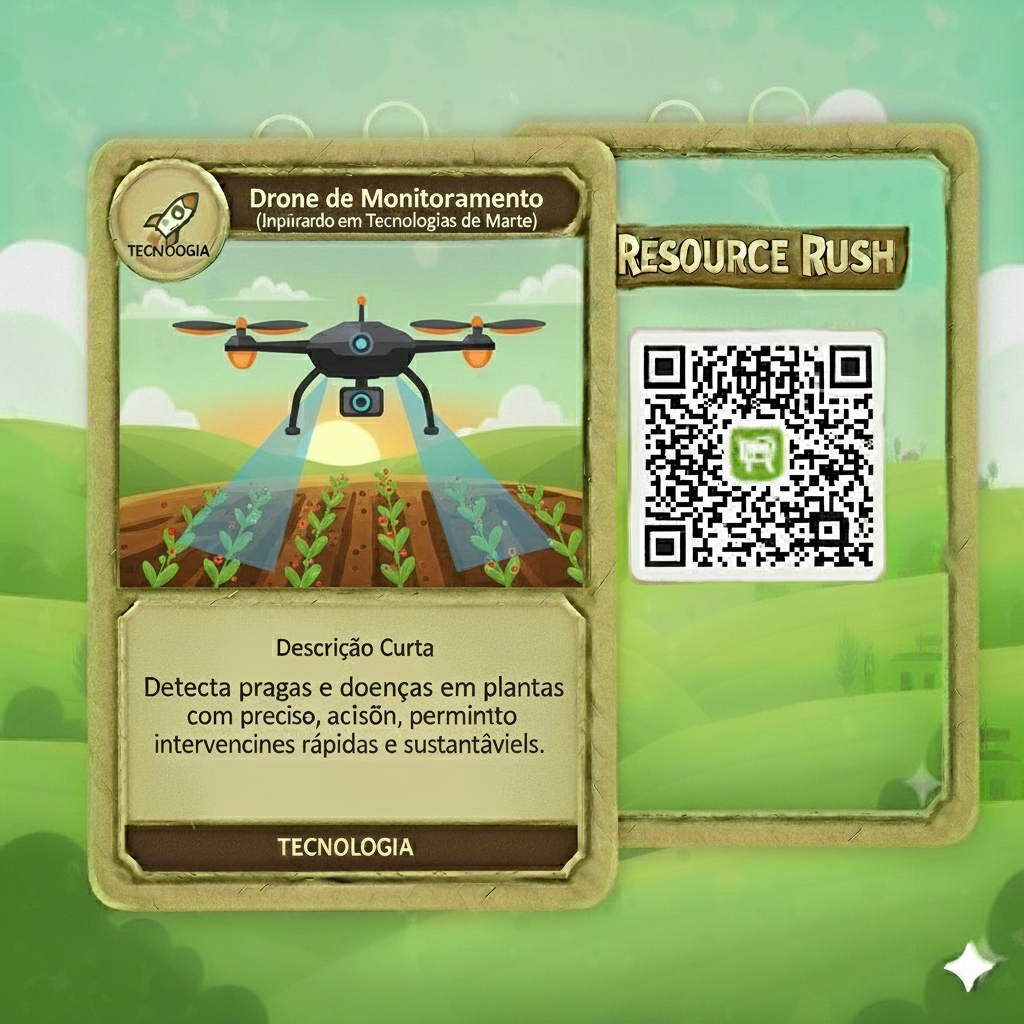 TECNOOGIA
Drone de Monitoramento
(Inpiirardo em Tecnologias de Marte)
RESOURCE RUSH
Descrição Curta
Detecta pragas e doenças em plantas
com preciso, acisõn, permintto
intervencines rápidas e sustantâviels.
TECNOLOGIA